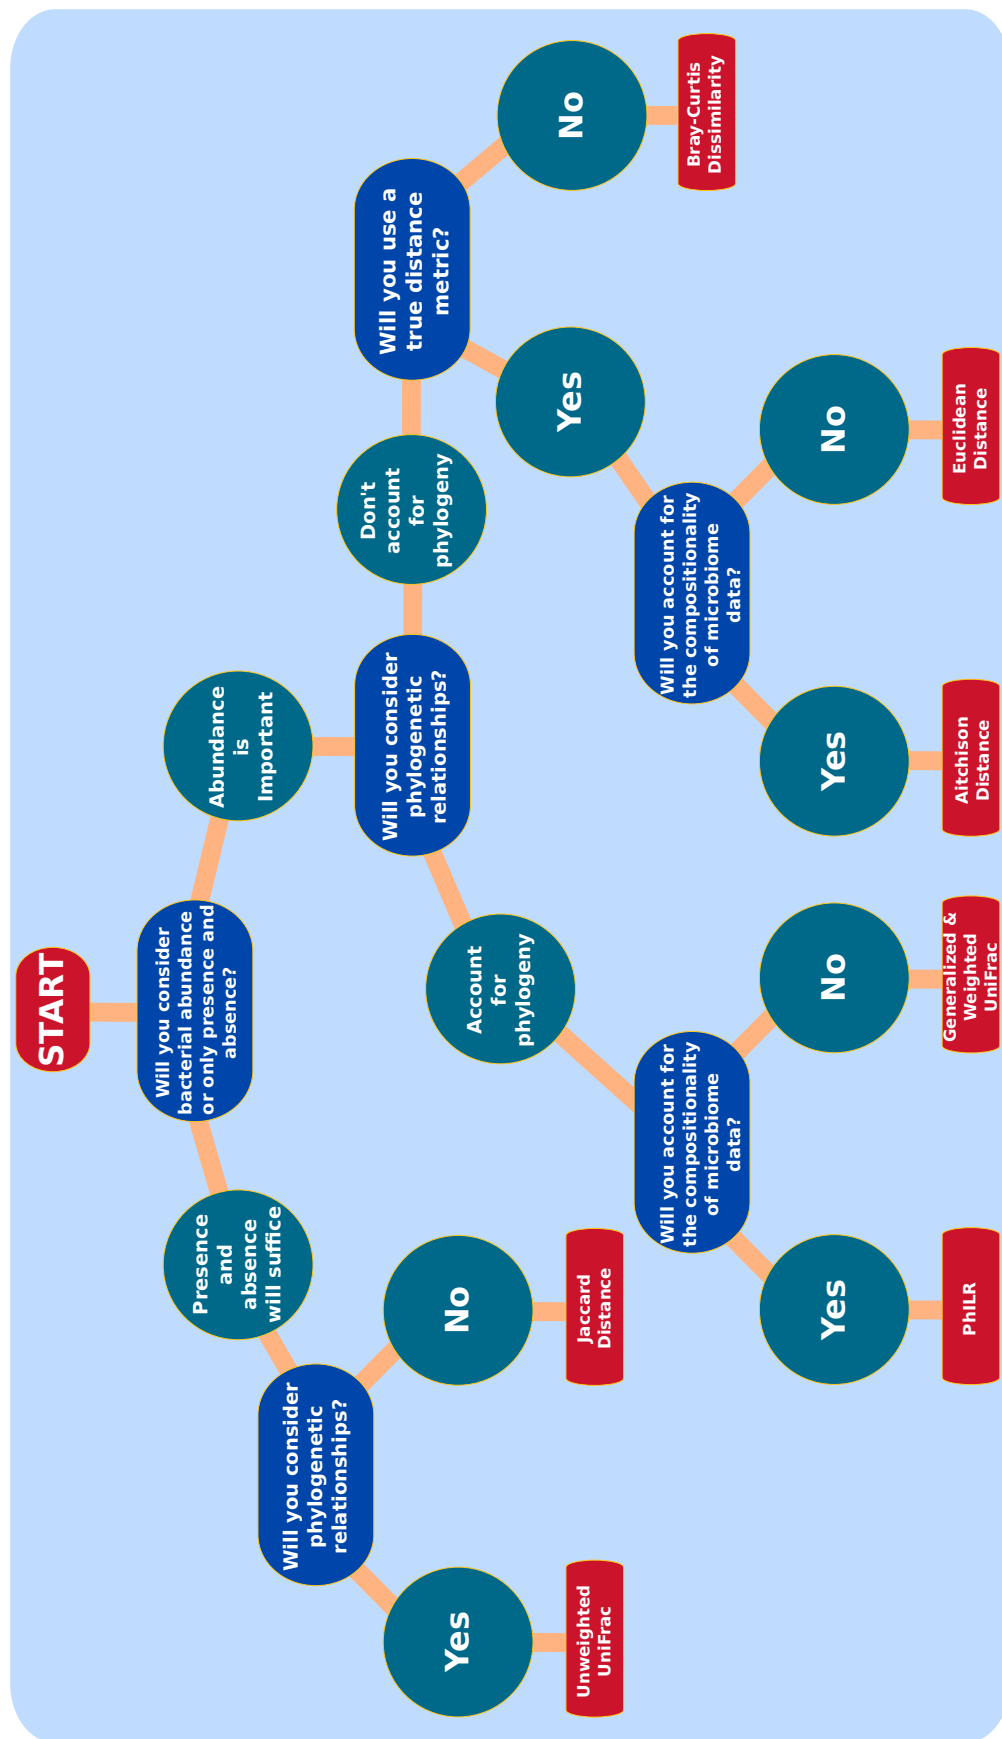 START
Will you consider
bacterial abundance
or only presence and
absence?
Presence
and
absence
will suffice
Abundance
is
Important
Will you consider
phylogenetic
relationships?
Yes
No
Unweighted
UniFrac
Jaccard
Distance
Will you consider
phylogenetic
relationships?
Account
for
phylogeny
Don't
account
for
phylogeny
Will you use a
true distance
metric?
Yes
No
Bray-Curtis
Dissimilarity
Will you account for
the compositionality
of microbiome
data?
Yes
No
PhILR
Generalized &
Weighted
UniFrac
Will you account for
the compositionality
of microbiome
data?
Yes
No
Aitchison
Distance
Euclidean
Distance